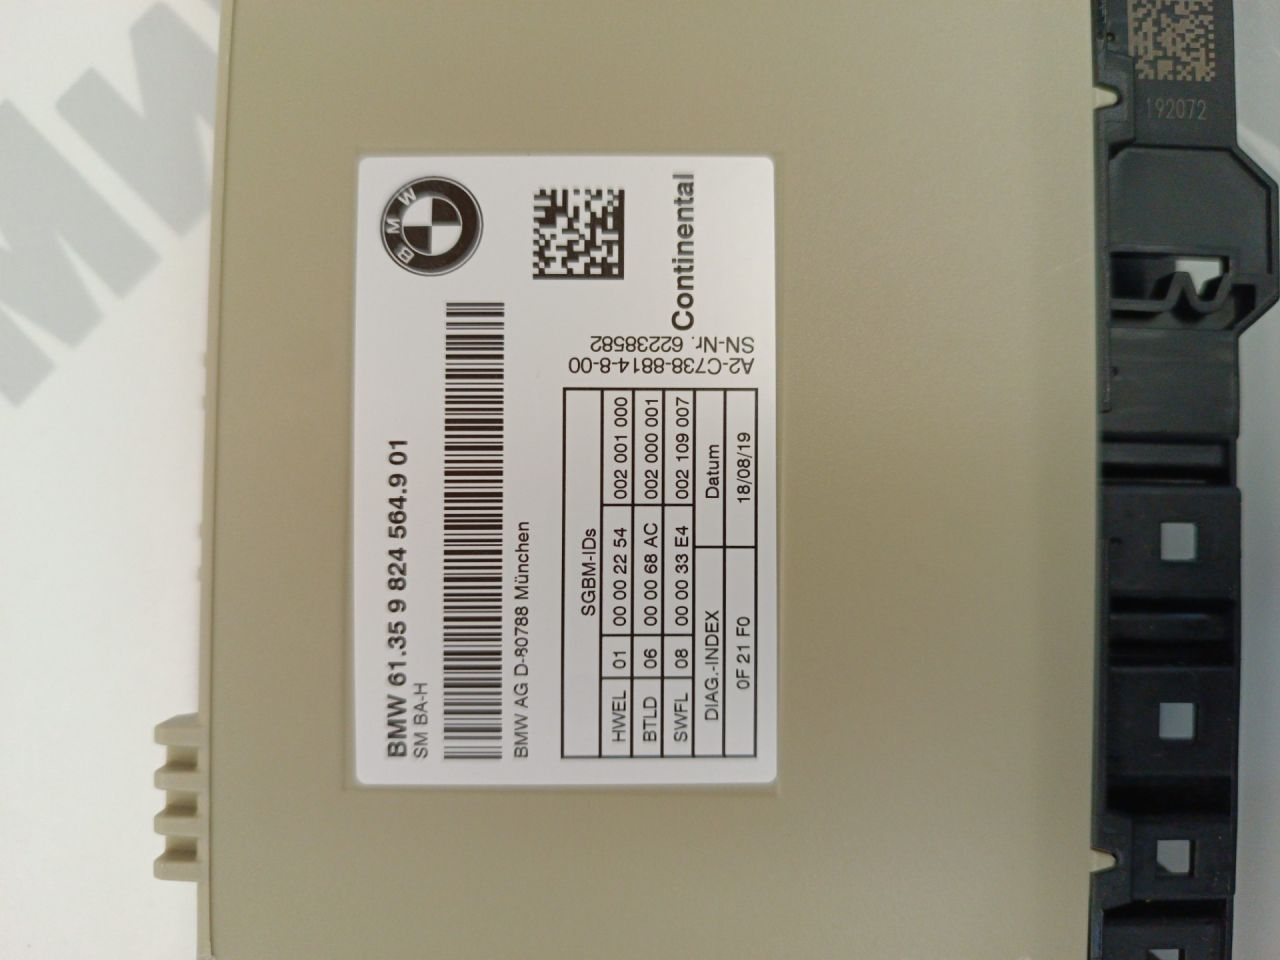 BMW 61.35 9 824 564.9 01
SM BA-H
BMW AG D-80788 München
BMW
Continental
A2-C738-8814-8-00
SN-Nr. 62238582
SGBM-IDs
HWEL 01 00 00 22 54 002 001 000
BTLD 06 00 00 68 AC 002 000 001
SWFL 08 00 00 33 E4 002 109 007
DIAG.-INDEX Datum
0F 21 F0 18/08/19
192072